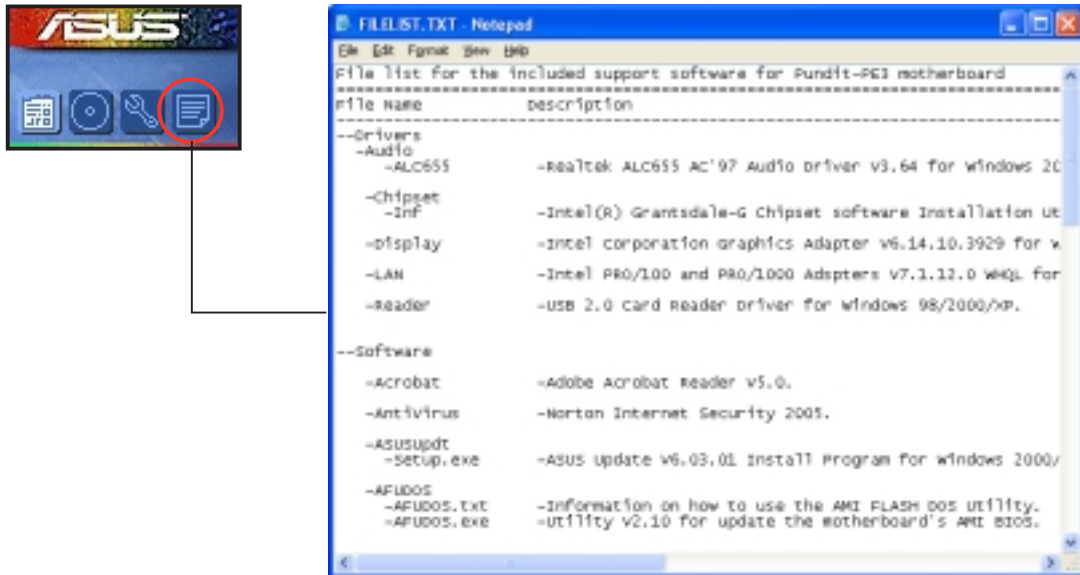 ASUS
FILELIST.TXT - Notepad
File Edit Format View Help
File list for the included support software for Pundit-PE3 motherboard
File Name Description
--Drivers
-Audio
-ALC655 -Realtek ALC655 AC'97 Audio Driver v3.64 for Windows 20
-Chipset
-Inf -Intel(R) Grantsdale-G Chipset Software Installation Ut
-Display -Intel Corporation Graphics Adapter v6.14.10.3929 for W
-LAN -Intel PRO/100 and PRO/1000 Adspters V7.1.12.0 WHQL for
-Reader -USB 2.0 Card Reader Driver for Windows 98/2000/XP.
--Software
-Acrobat -Adobe Acrobat Reader V5.0.
-Antivirus -Norton Internet Security 2005.
-ASUSUpdt
-Setup.exe -ASUS Update V6.03.01 Install Program for Windows 2000/
-AFUDOS
-AFUDOS.txt -Information on how to use the AMI FLASH DOS Utility.
-AFUDOS.exe -Utility v2.10 for update the motherboard's AMI BIOS.